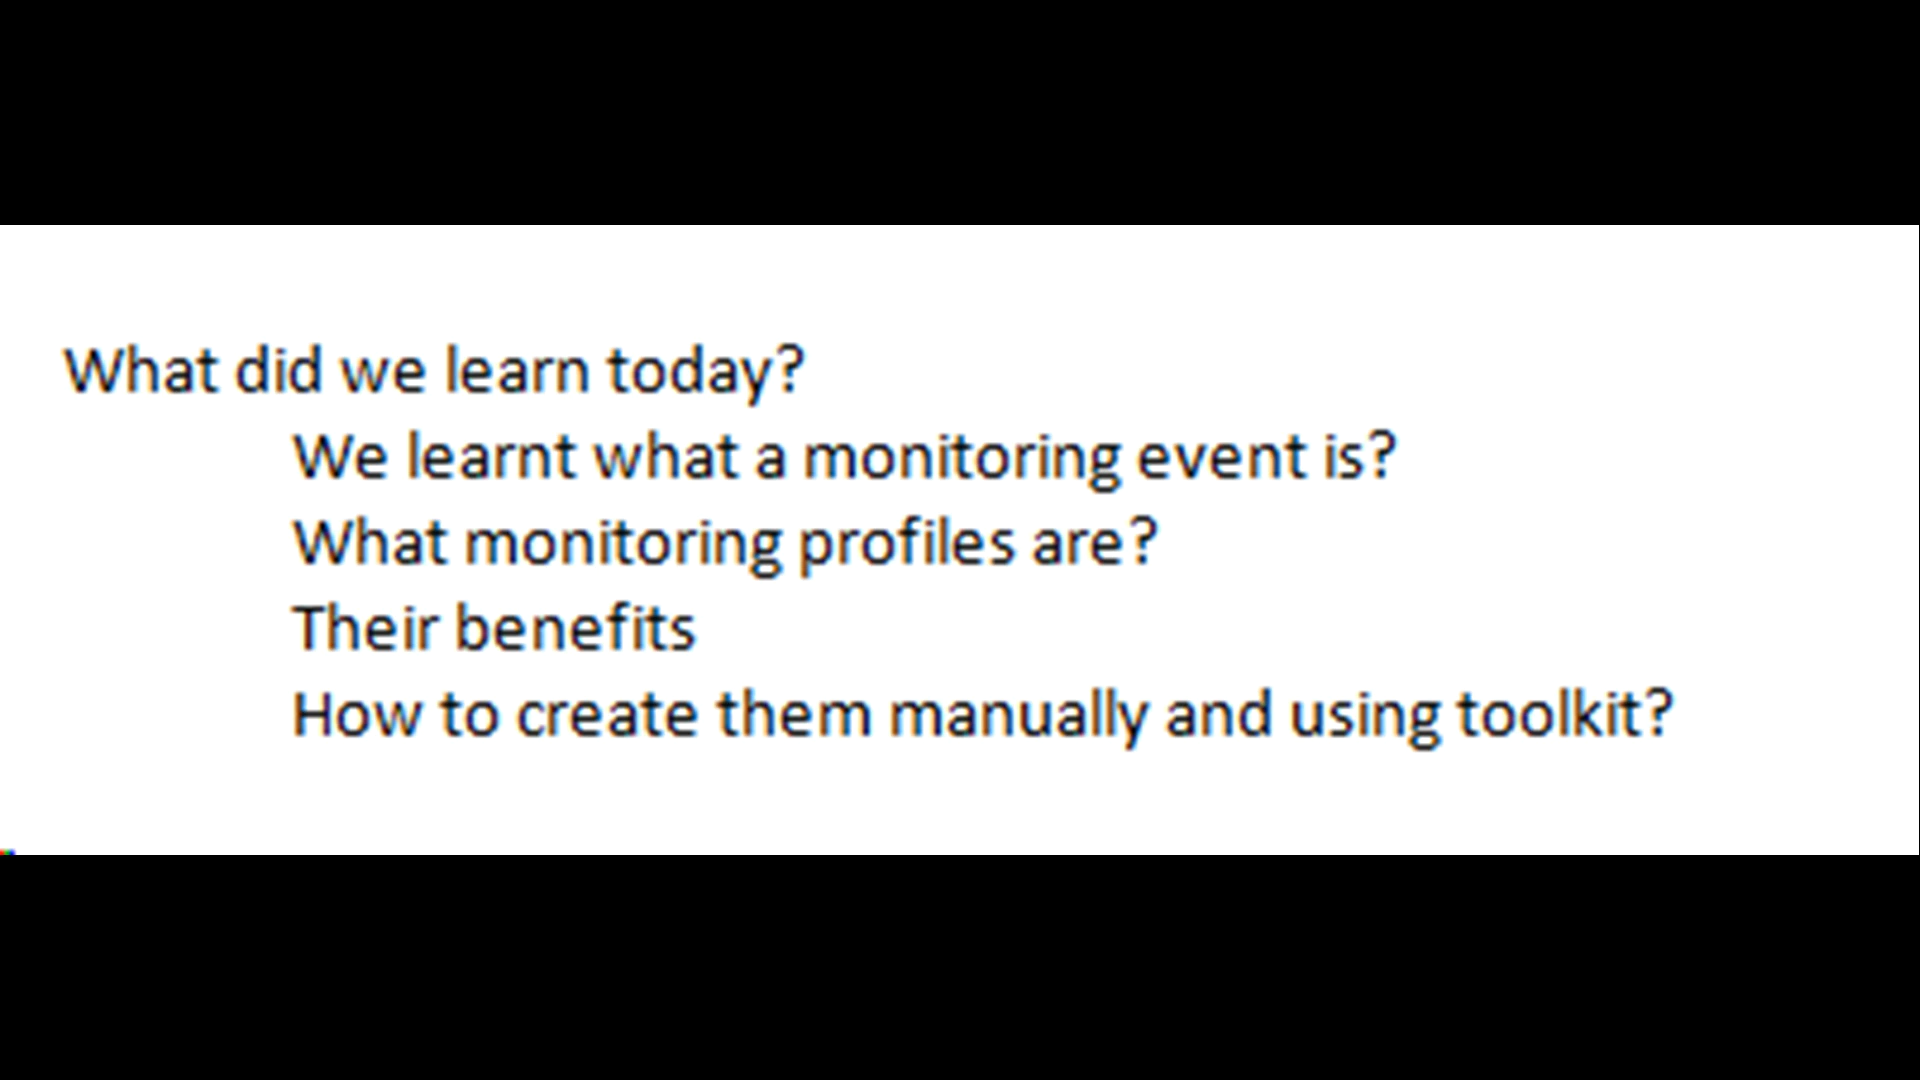 What did we learn today?
We learnt what a monitoring event is?
What monitoring profiles are?
Their benefits
How to create them manually and using toolkit?